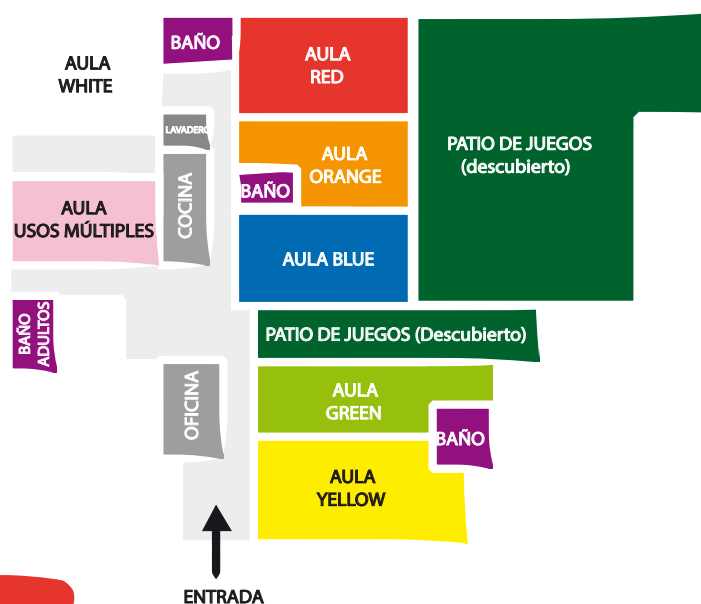 BAÑO
AULA
RED
AULA
WHITE
PATIO DE JUEGOS
(descubierto)
LAVADERO
AULA
ORANGE
BAÑO
COCINA
AULA
USOS MÚLTIPLES
AULA BLUE
BAÑO
ADULTOS
PATIO DE JUEGOS (Descubierto)
OFICINA
AULA
GREEN
BAÑO
AULA
YELLOW
ENTRADA